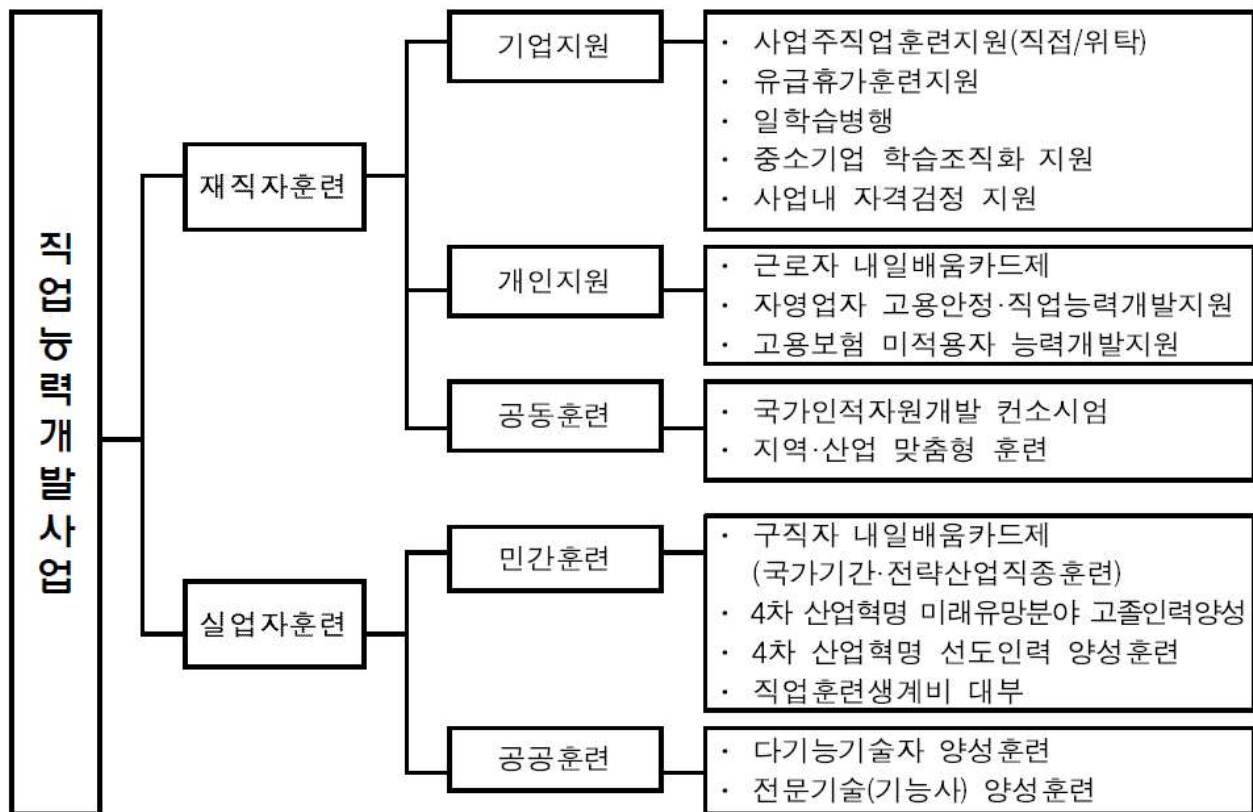 직업능력개발사업
재직자훈련
기업지원
· 사업주직업훈련지원(직접/위탁)
· 유급휴가훈련지원
· 일학습병행
· 중소기업 학습조직화 지원
· 사업내 자격검정 지원
개인지원
· 근로자 내일배움카드제
· 자영업자 고용안정·직업능력개발지원
· 고용보험 미적용자 능력개발지원
공동훈련
· 국가인적자원개발 컨소시엄
· 지역·산업 맞춤형 훈련
실업자훈련
민간훈련
· 구직자 내일배움카드제
(국가기간·전략산업직종훈련)
· 4차 산업혁명 미래유망분야 고졸인력양성
· 4차 산업혁명 선도인력 양성훈련
· 직업훈련생계비 대부
공공훈련
· 다기능기술자 양성훈련
· 전문기술(기능사) 양성훈련